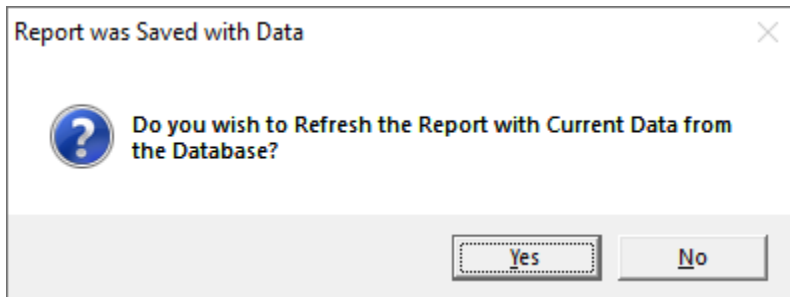 Report was Saved with Data
Do you wish to Refresh the Report with Current Data from
the Database?
Yes
No